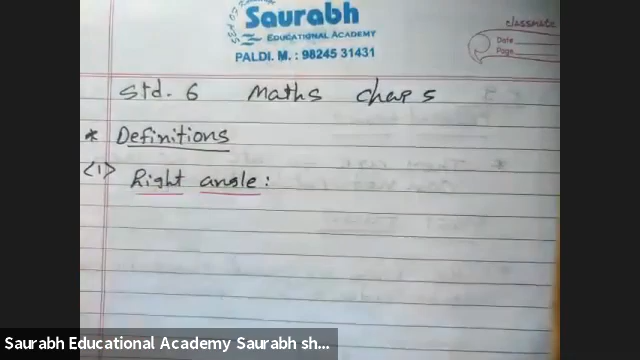 Saurabh
EDUCATIONAL ACADEMY
PALDI. M. : 98245 31431
classmate
Date
Page
Std. 6 Maths Chap 5
* Definitions
<1> Right angle:
Saurabh Educational Academy Saurabh sh...